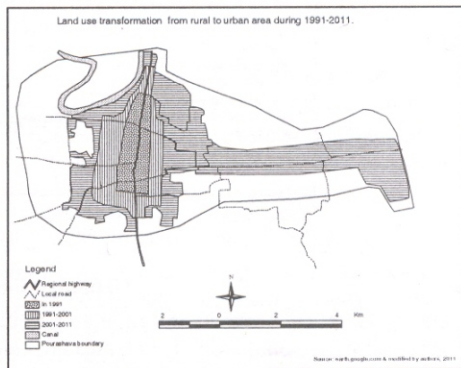 Land use transformation from rural to urban area during 1991-2011.
Legend
Regional highway
Local road
in 1991
1991-2001
2001-2011
Canal
Pourashava boundary
N
2 0 2 4 Km
Source: earth.google.com & modified by authors, 2011